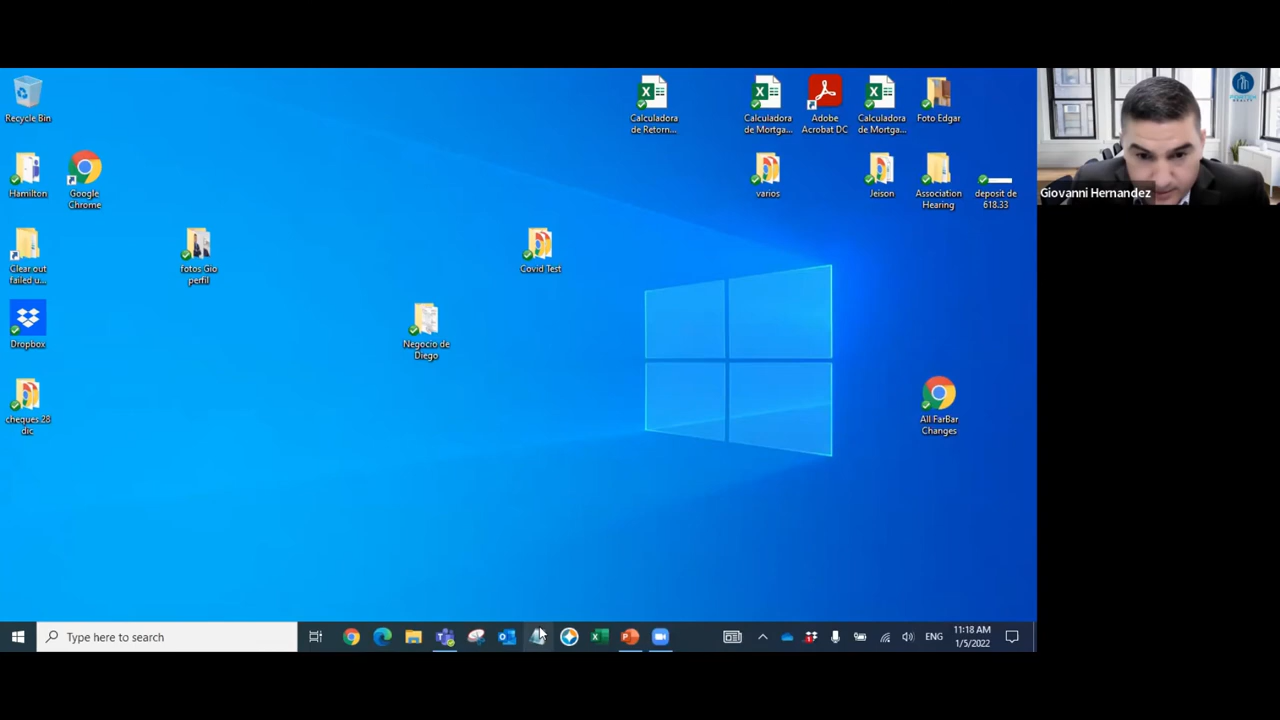 Recycle Bin
Calculadora
de Retorn...
Calculadora
de Mortga...
Adobe
Acrobat DC
Calculadora
de Mortga...
Foto Edgar
Giovanni Hernandez
Hamilton
Google
Chrome
varios
Jeison
Association
Hearing
deposit de
618.33
Clear out
failed u...
fotos Gio
perfil
Covid Test
Dropbox
Negocio de
Diego
cheques 28
dic
All FarBar
Changes
Type here to search
ENG
11:18 AM
1/5/2022